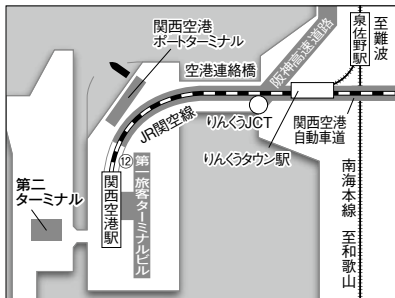 関西空港
ポートターミナル
空港連絡橋
阪神高速道路
泉佐野駅
至難波
JR関空線
りんくうJCT
関西空港
自動車道
りんくうタウン駅
⑫
第一旅客ターミナルビル
関西空港駅
第二
ターミナル
南海本線 至和歌山